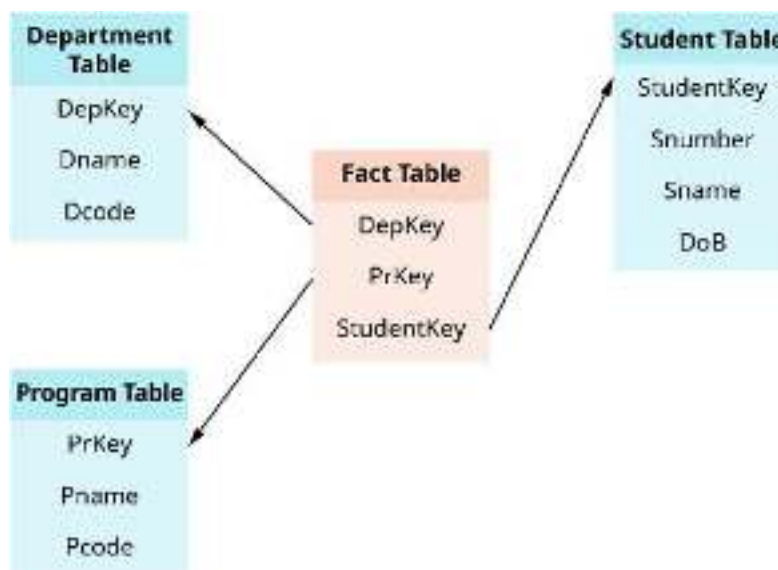 Department
Table
DepKey
Dname
Dcode
Fact Table
DepKey
PrKey
StudentKey
Student Table
StudentKey
Snumber
Sname
DoB
Program Table
PrKey
Pname
Pcode